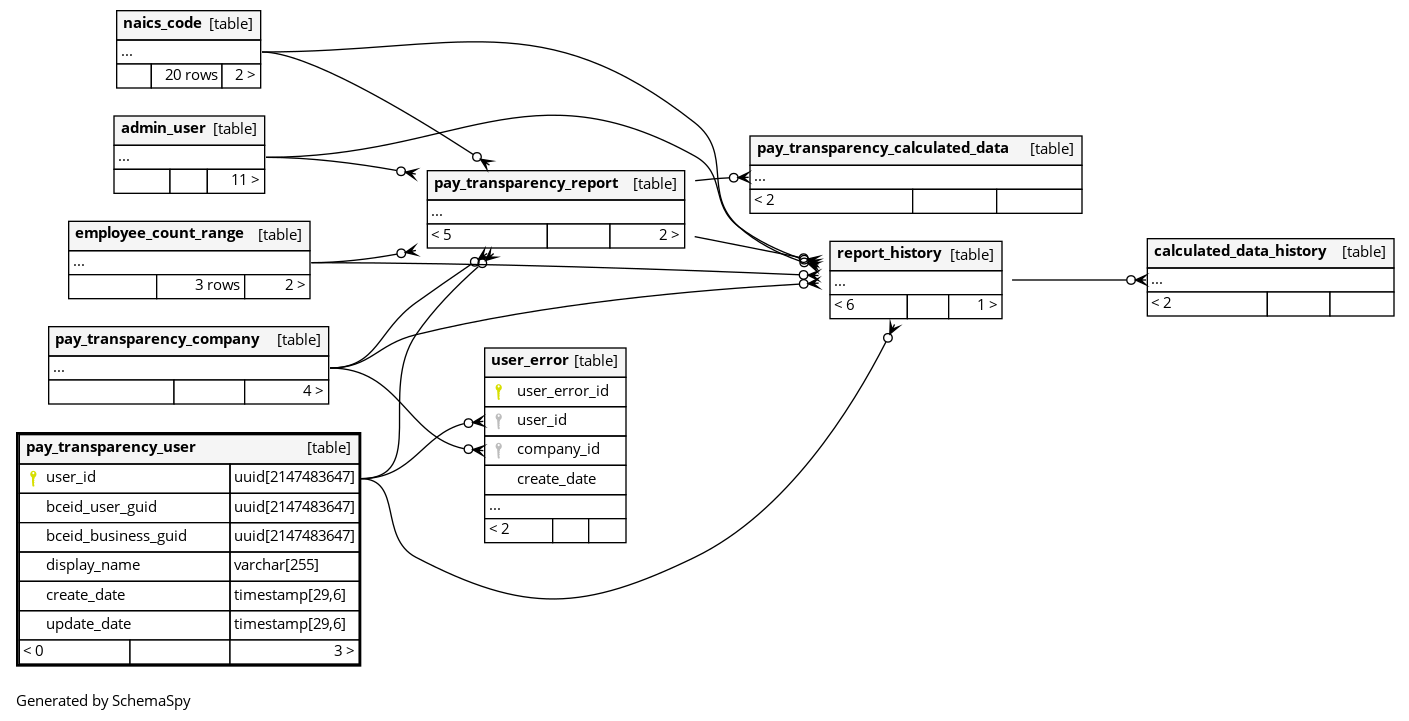 naics_code [table]
...
20 rows 2 >
admin_user [table]
...
11 >
employee_count_range [table]
...
3 rows 2 >
pay_transparency_company [table]
...
4 >
pay_transparency_user [table]
user_id uuid[2147483647]
bceid_user_guid uuid[2147483647]
bceid_business_guid uuid[2147483647]
display_name varchar[255]
create_date timestamp[29,6]
update_date timestamp[29,6]
< 0 3 >
pay_transparency_report [table]
...
< 5 2 >
user_error [table]
user_error_id
user_id
company_id
create_date
...
< 2
pay_transparency_calculated_data [table]
...
< 2
report_history [table]
...
< 6 1 >
calculated_data_history [table]
...
< 2
Generated by SchemaSpy